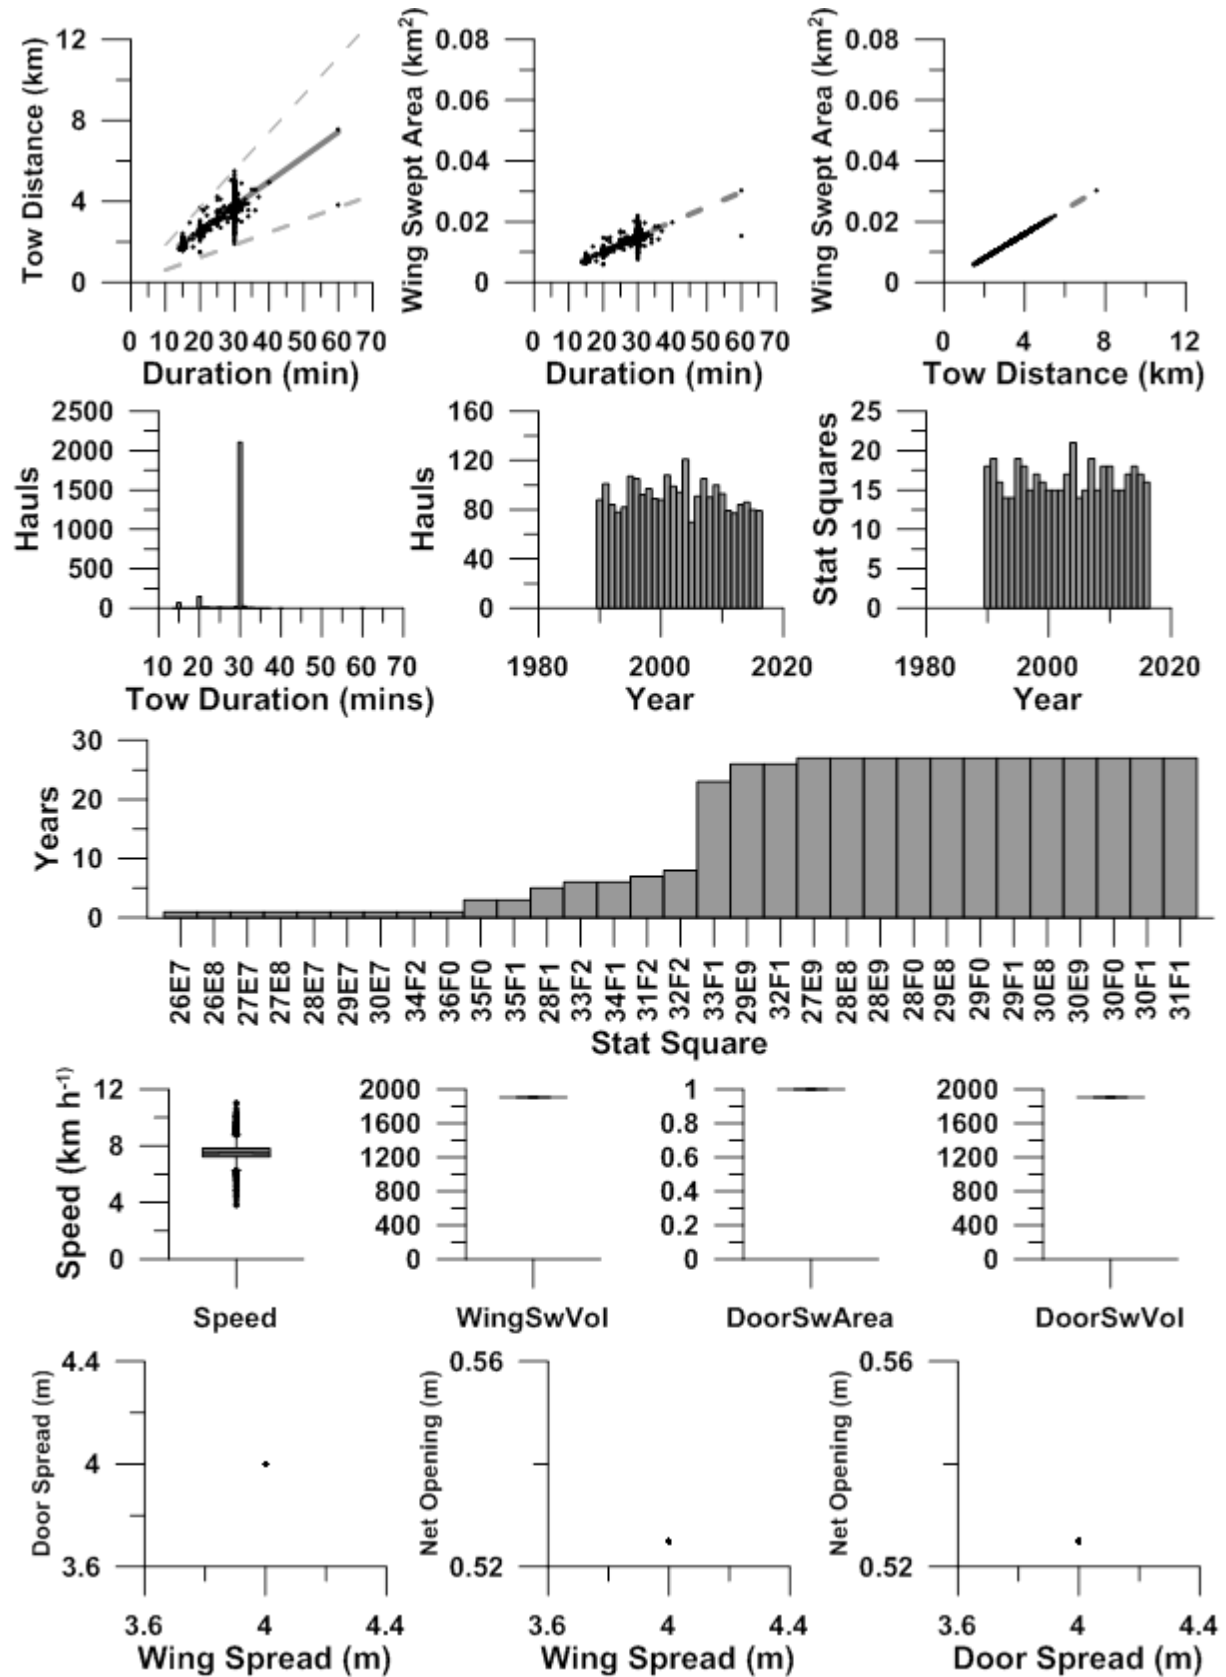 Tow Distance (km)
12
8
4
0
0 10 20 30 40 50 60 70
Duration (min)
Wing Swept Area (km²)
0.08
0.06
0.04
0.02
0
0 10 20 30 40 50 60 70
Duration (min)
Wing Swept Area (km²)
0.08
0.06
0.04
0.02
0
0 4 8 12
Tow Distance (km)
Hauls
2500
2000
1500
1000
500
0
10 20 30 40 50 60 70
Tow Duration (mins)
Hauls
160
120
80
40
0
1980 2000 2020
Year
Stat Squares
25
20
15
10
5
0
1980 2000 2020
Year
Years
30
20
10
0
26E7 26E8 27E7 27E8 28E7 29E7 30E7 34F2 36F0 35F0 35F1 28F1 33F2 34F1 31F2 32F2 33F1 29E9 32F1 27E9 28E8 28E9 28F0 29E8 29F0 29F1 30E8 30E9 30F0 30F1 31F1
Stat Square
Speed (km h⁻¹)
12
8
4
0
Speed
2000
1600
1200
800
400
0
WingSwVol
1
0.8
0.6
0.4
0.2
0
DoorSwArea
2000
1600
1200
800
400
0
DoorSwVol
Door Spread (m)
4.4
4
3.6
3.6 4 4.4
Wing Spread (m)
Net Opening (m)
0.56
0.52
3.6 4 4.4
Wing Spread (m)
Net Opening (m)
0.56
0.52
3.6 4 4.4
Door Spread (m)